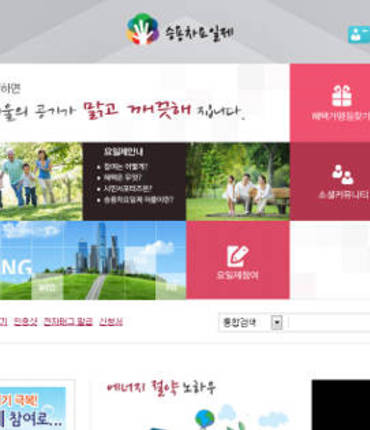 승용차요일제
하면
울의 공기가 맑고 깨끗해 집니다.
혜택가맹점찾기
요일제안내
참여는 어떻게?
혜택은 무엇?
시민서포터즈란?
승용차요일제 어플이란?
소셜커뮤니티
NG
요일제참여
기 인증샷 전자태그 발급 신청서
통합검색
기 극복!
참여로...
에너지 절약 노하우